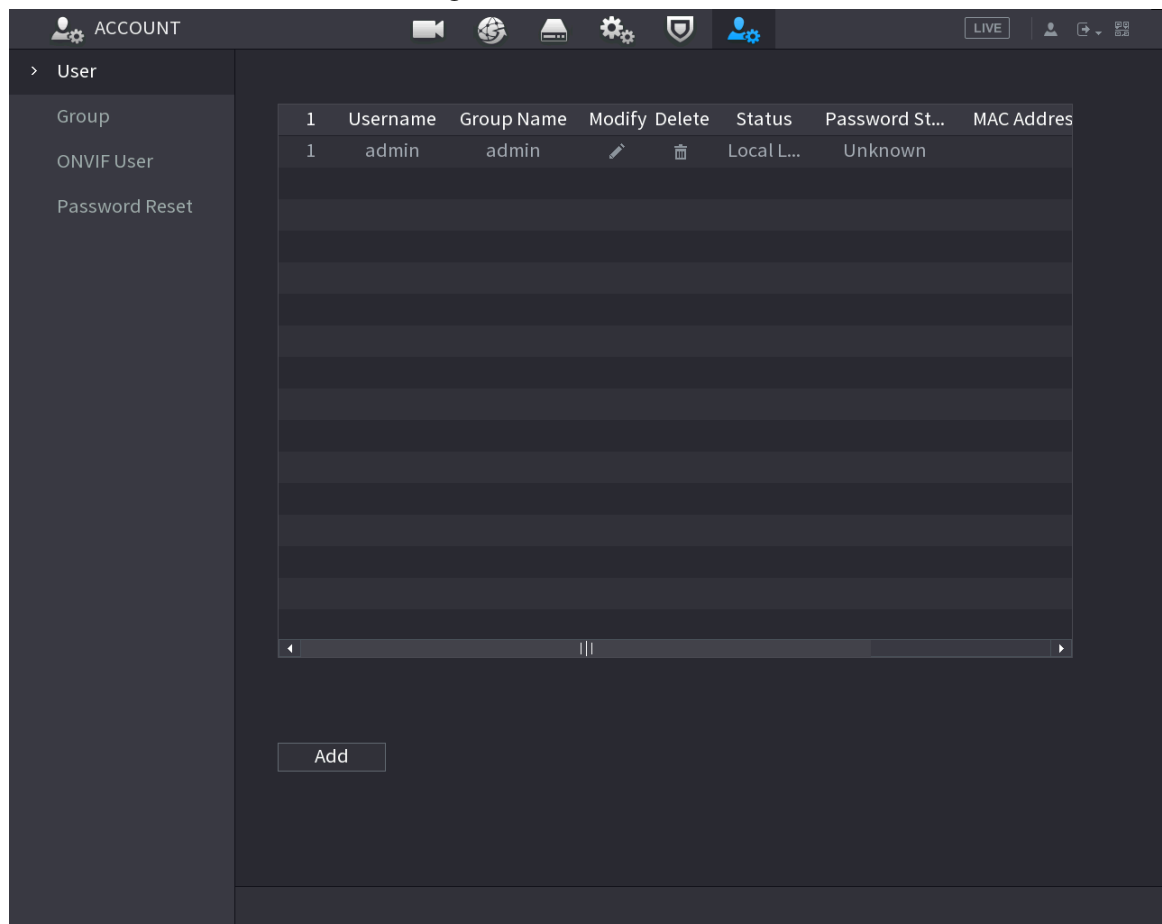 ACCOUNT LIVE
User
Group
ONVIF User
Password Reset
1 Username Group Name Modify Delete Status Password St... MAC Addres
1 admin admin Local L... Unknown
Add